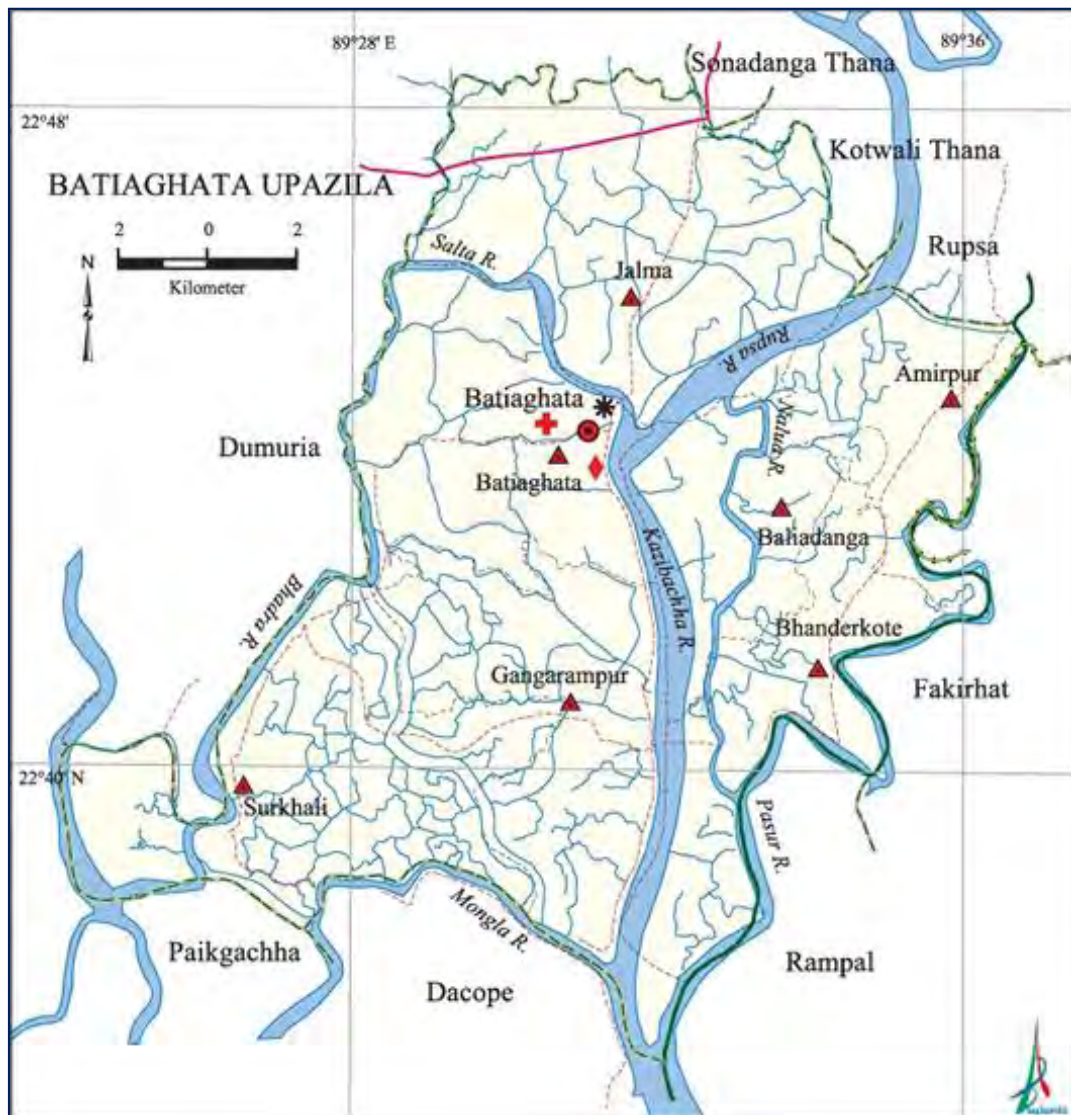 89°28' E
89°36'
Sonadanga Thana
22°48'
Kotwali Thana
BATIAGHATA UPAZILA
2 0 2
Kilometer
N
Salta R.
Rupsa
Jalma
Rupsa R.
Amirpur
Batiaghata
Nalua R.
Dumuria
Batiaghata
Baliadanga
Kazibachha R.
Bhadra R.
Bhanderkote
Gangarampur
Fakirhat
22°40' N
Surkhali
Pasur R.
Mongla R.
Paikgachha
Rampal
Dacope